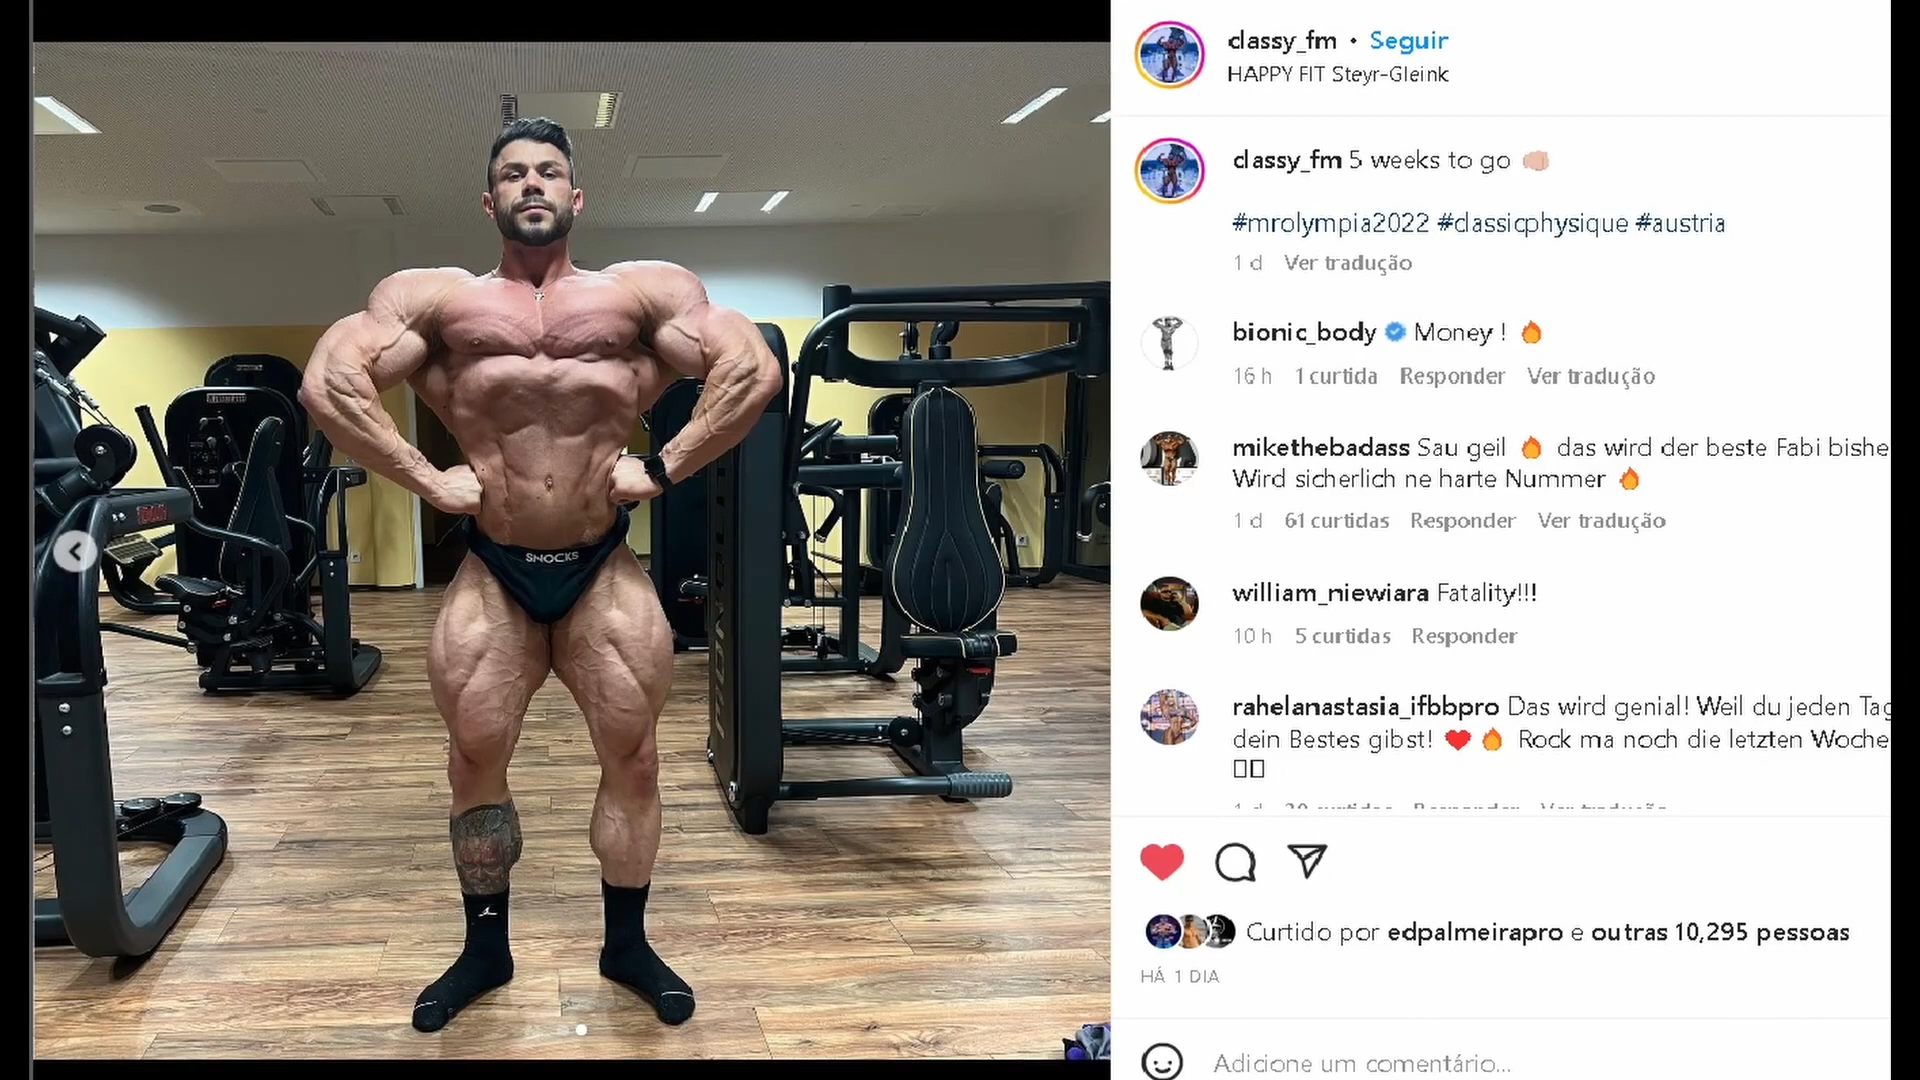 classy_fm • Seguir
HAPPY FIT Steyr-Gleink
classy_fm 5 weeks to go 👊🏻
#mrolympia2022 #classicphysique #austria
1 d Ver tradução
bionic_body Money ! 🔥
16 h 1 curtida Responder Ver tradução
mikethebadass Sau geil 🔥 das wird der beste Fabi bishe
Wird sicherlich ne harte Nummer 🔥
1 d 61 curtidas Responder Ver tradução
william_niewiara Fatality!!!
10 h 5 curtidas Responder
rahelanastasia_ifbbpro Das wird genial! Weil du jeden Tag
dein Bestes gibst! ❤️ 🔥 Rock ma noch die letzten Woche
Curtido por edpalmeirapro e outras 10,295 pessoas
HÁ 1 DIA
Adicione um comentário...
SNOCKS